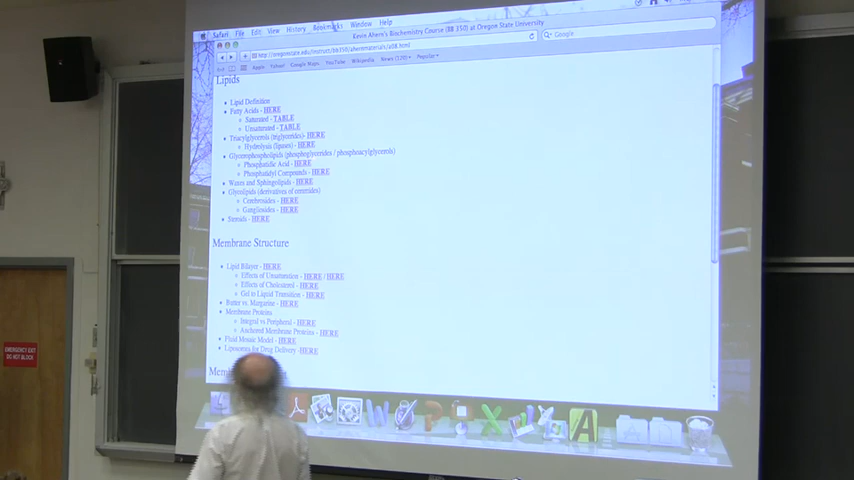 Safari File Edit View History Bookmarks Window Help
Kevin Ahern's Biochemistry Course (BB 350) at Oregon State University
Google
Apple Yahoo! Google Maps YouTube Wikipedia News Popular
Lipids
• Lipid Definition
• Fatty Acids - HERE
◦ Saturated - TABLE
◦ Unsaturated - TABLE
• Triacylglycerols (triglycerides)- HERE
◦ Hydrolysis (lipases) - HERE
• Glycerophospholipids (phosphoglycerides / phosphoacylglycerols)
◦ Phosphatidic Acid - HERE
◦ Phosphatidyl Compounds - HERE
• Waxes and Sphingolipids - HERE
• Glycolipids (derivatives of ceramides)
◦ Cerebrosides - HERE
◦ Gangliosides - HERE
• Steroids - HERE
Membrane Structure
• Lipid Bilayer - HERE
◦ Effects of Unsaturation - HERE / HERE
◦ Effects of Cholesterol - HERE
◦ Gel to Liquid Transition - HERE
• Butter vs. Margarine - HERE
• Membrane Proteins
◦ Integral vs Peripheral - HERE
◦ Anchored Membrane Proteins - HERE
• Fluid Mosaic Model - HERE
• Liposomes for Drug Delivery -HERE
EMERGENCY EXIT
DO NOT BLOCK